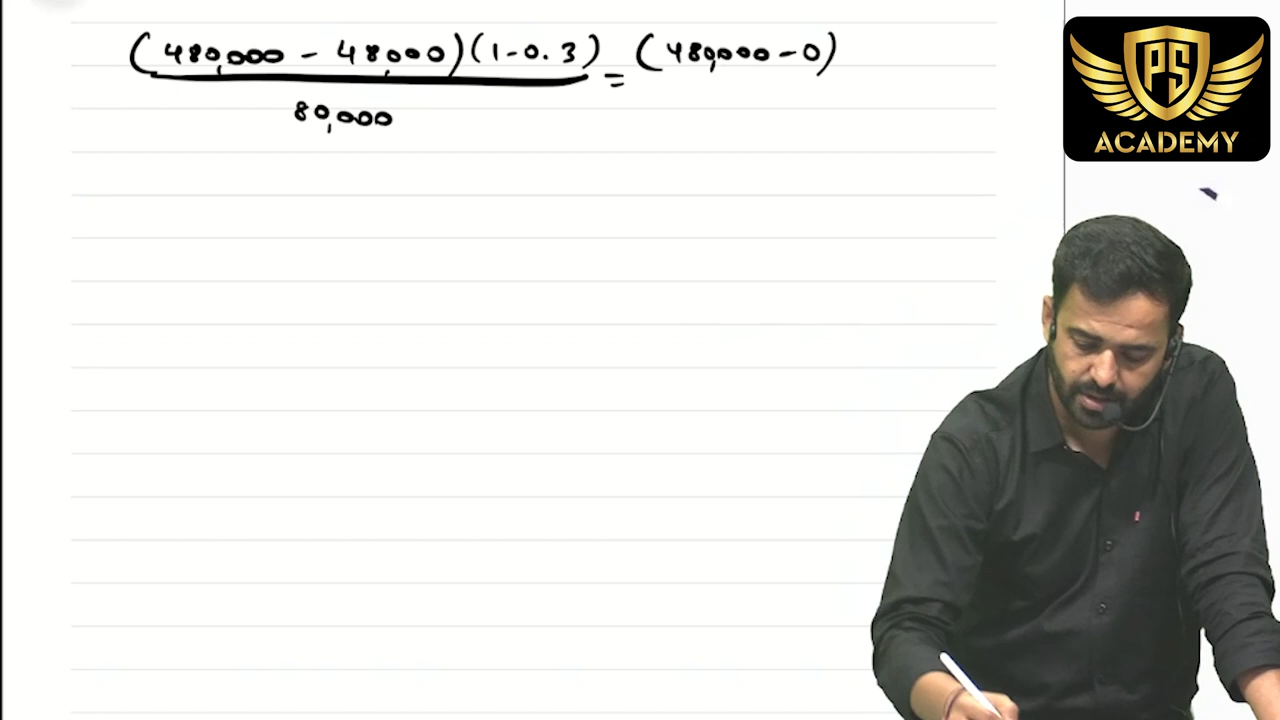 (480,000 - 48,000)(1-0.3) = (480,000 - 0)
80,000
PS
ACADEMY